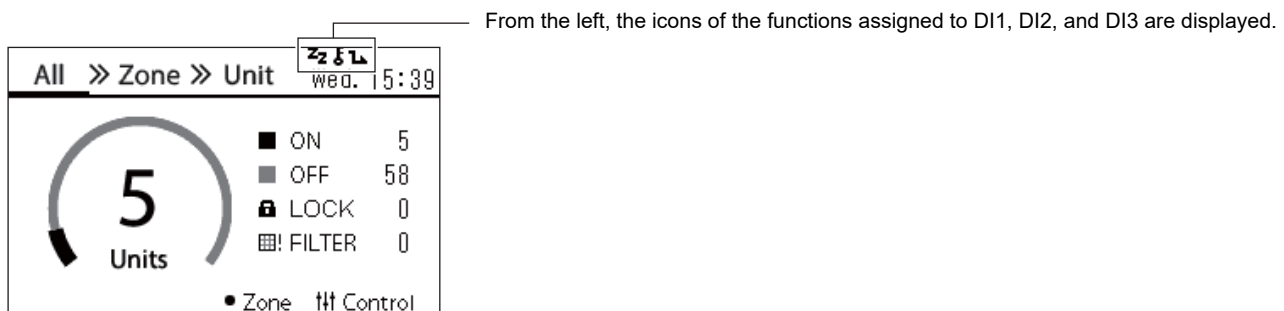 From the left, the icons of the functions assigned to DI1, DI2, and DI3 are displayed.
All >> Zone >> Unit Wed. 15:39
ON 5
OFF 58
5 LOCK 0
Units ! FILTER 0
Zone Control